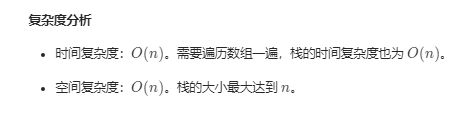 复杂度分析
• 时间复杂度：O(n)。需要遍历数组一遍，栈的时间复杂度也为 O(n)。
• 空间复杂度：O(n)。栈的大小最大达到 n。